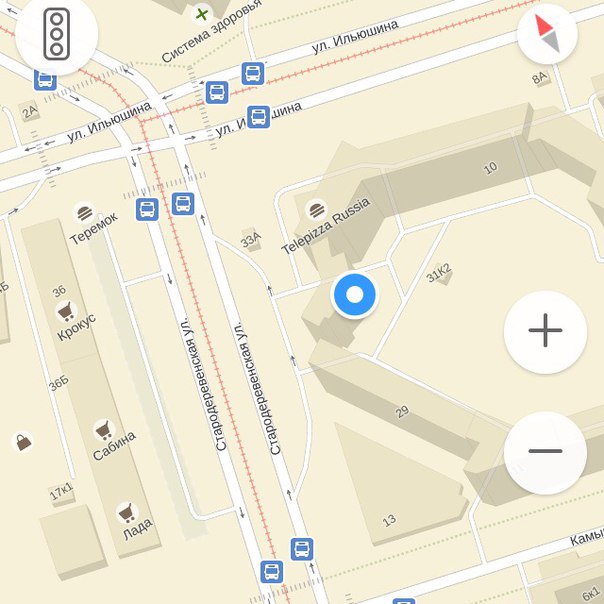 Система здоровья
ул. Ильюшина
8А
2А
ул. Ильюшина
ул. Ильюшина
10
Теремок
Telepizza Russia
33А
31К2
36
Крокус
Стародеревенская ул.
Стародеревенская ул.
36Б
29
Сабина
17к1
Лада
13
Камы
6к1